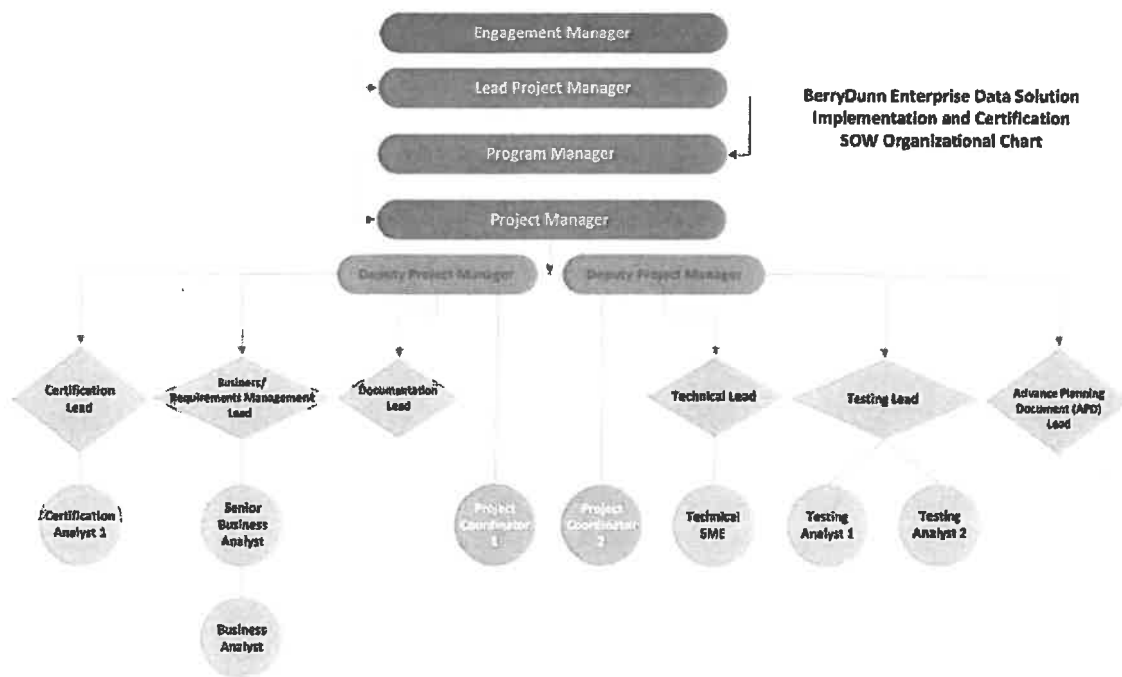 Engagement Manager
Lead Project Manager
BerryDunn Enterprise Data Solution
Implementation and Certification
SOW Organizational Chart
Program Manager
Project Manager
Deputy Project Manager
Deputy Project Manager
Certification
Lead
Business/
Requirements Management
Lead
Documentation
Lead
Technical Lead
Testing Lead
Advance Planning
Document (APD)
Lead
Certification
Analyst 1
Senior
Business
Analyst
Project
Coordinator
1
Project
Coordinator
2
Technical
SME
Testing
Analyst 1
Testing
Analyst 2
Business
Analyst